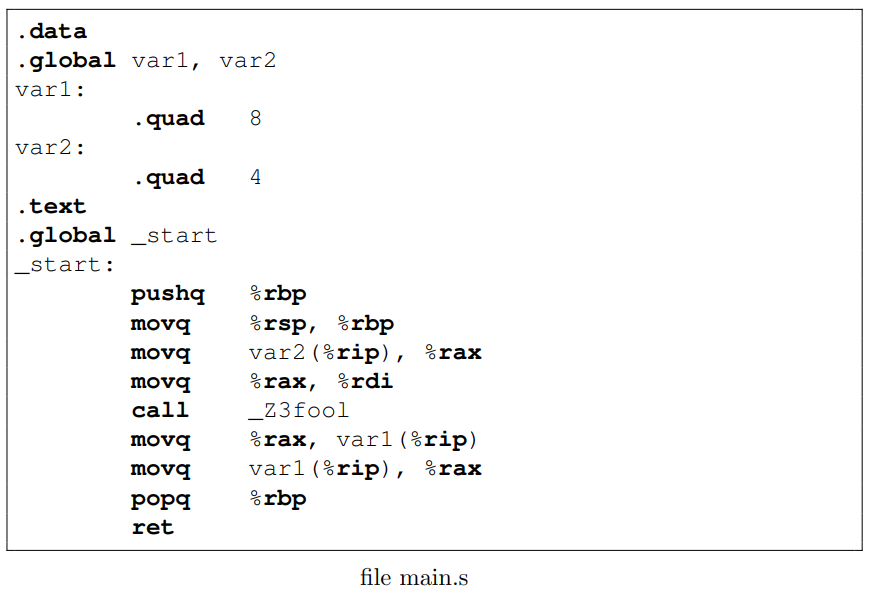 .data
.global var1, var2
var1:
        .quad   8
var2:
        .quad   4
.text
.global _start
_start:
        pushq   %rbp
        movq    %rsp, %rbp
        movq    var2(%rip), %rax
        movq    %rax, %rdi
        call    _Z3fool
        movq    %rax, var1(%rip)
        movq    var1(%rip), %rax
        popq    %rbp
        ret
file main.s